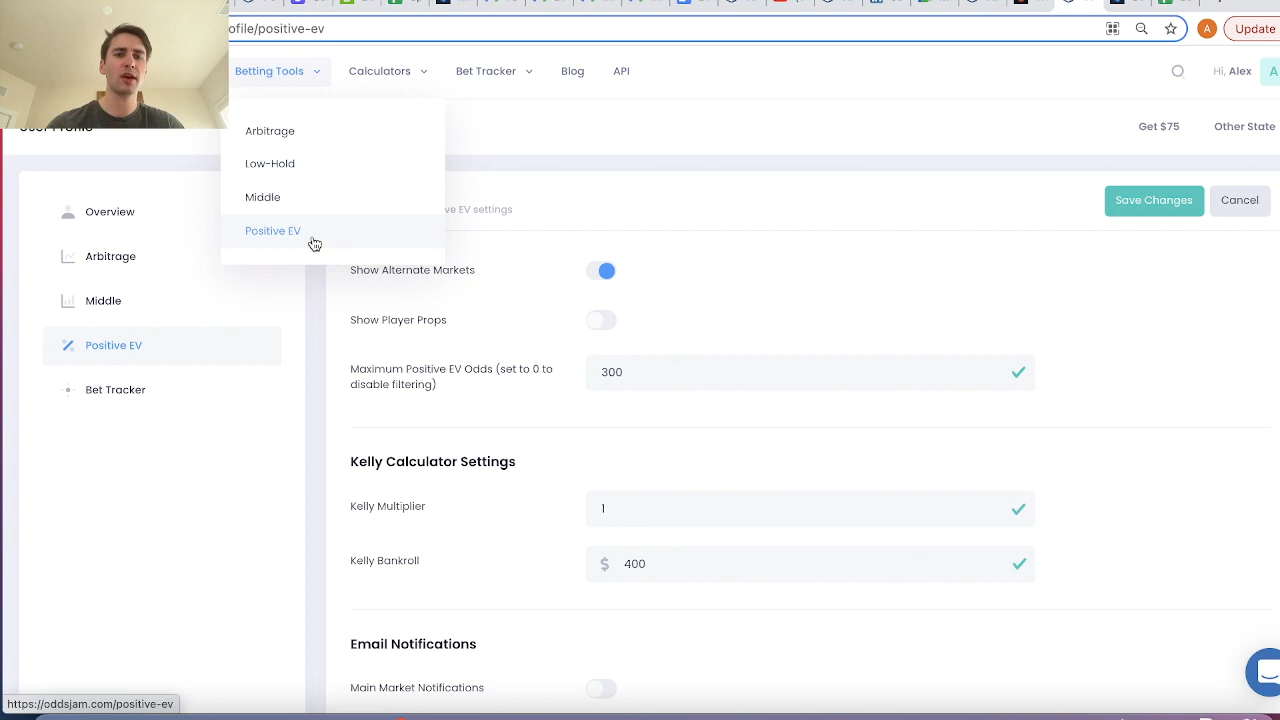 ofile/positive-ev
A
Update
Betting Tools
Calculators
Bet Tracker
Blog
API
Hi, Alex
A
User Profile
Get $75
Other State
Arbitrage
Low-Hold
Middle
Positive EV
Overview
Arbitrage
Middle
Positive EV
Bet Tracker
ve EV settings
Save Changes
Cancel
Show Alternate Markets
Show Player Props
Maximum Positive EV Odds (set to 0 to
disable filtering)
300
Kelly Calculator Settings
Kelly Multiplier
1
Kelly Bankroll
$ 400
Email Notifications
Main Market Notifications
https://oddsjam.com/positive-ev